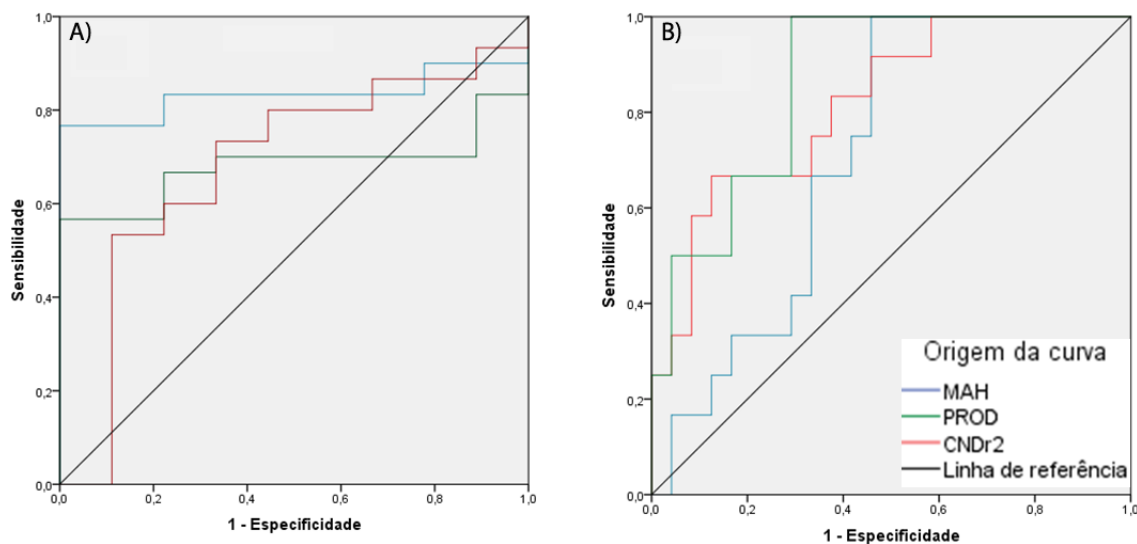 A)
1,0
0,8
0,6
0,4
0,2
0,0
Sensibilidade
0,0 0,2 0,4 0,6 0,8 1,0
1 - Especificidade
B)
1,0
0,8
0,6
0,4
0,2
0,0
Sensibilidade
Origem da curva
MAH
PROD
CNDr2
Linha de referência
0,0 0,2 0,4 0,6 0,8 1,0
1 - Especificidade